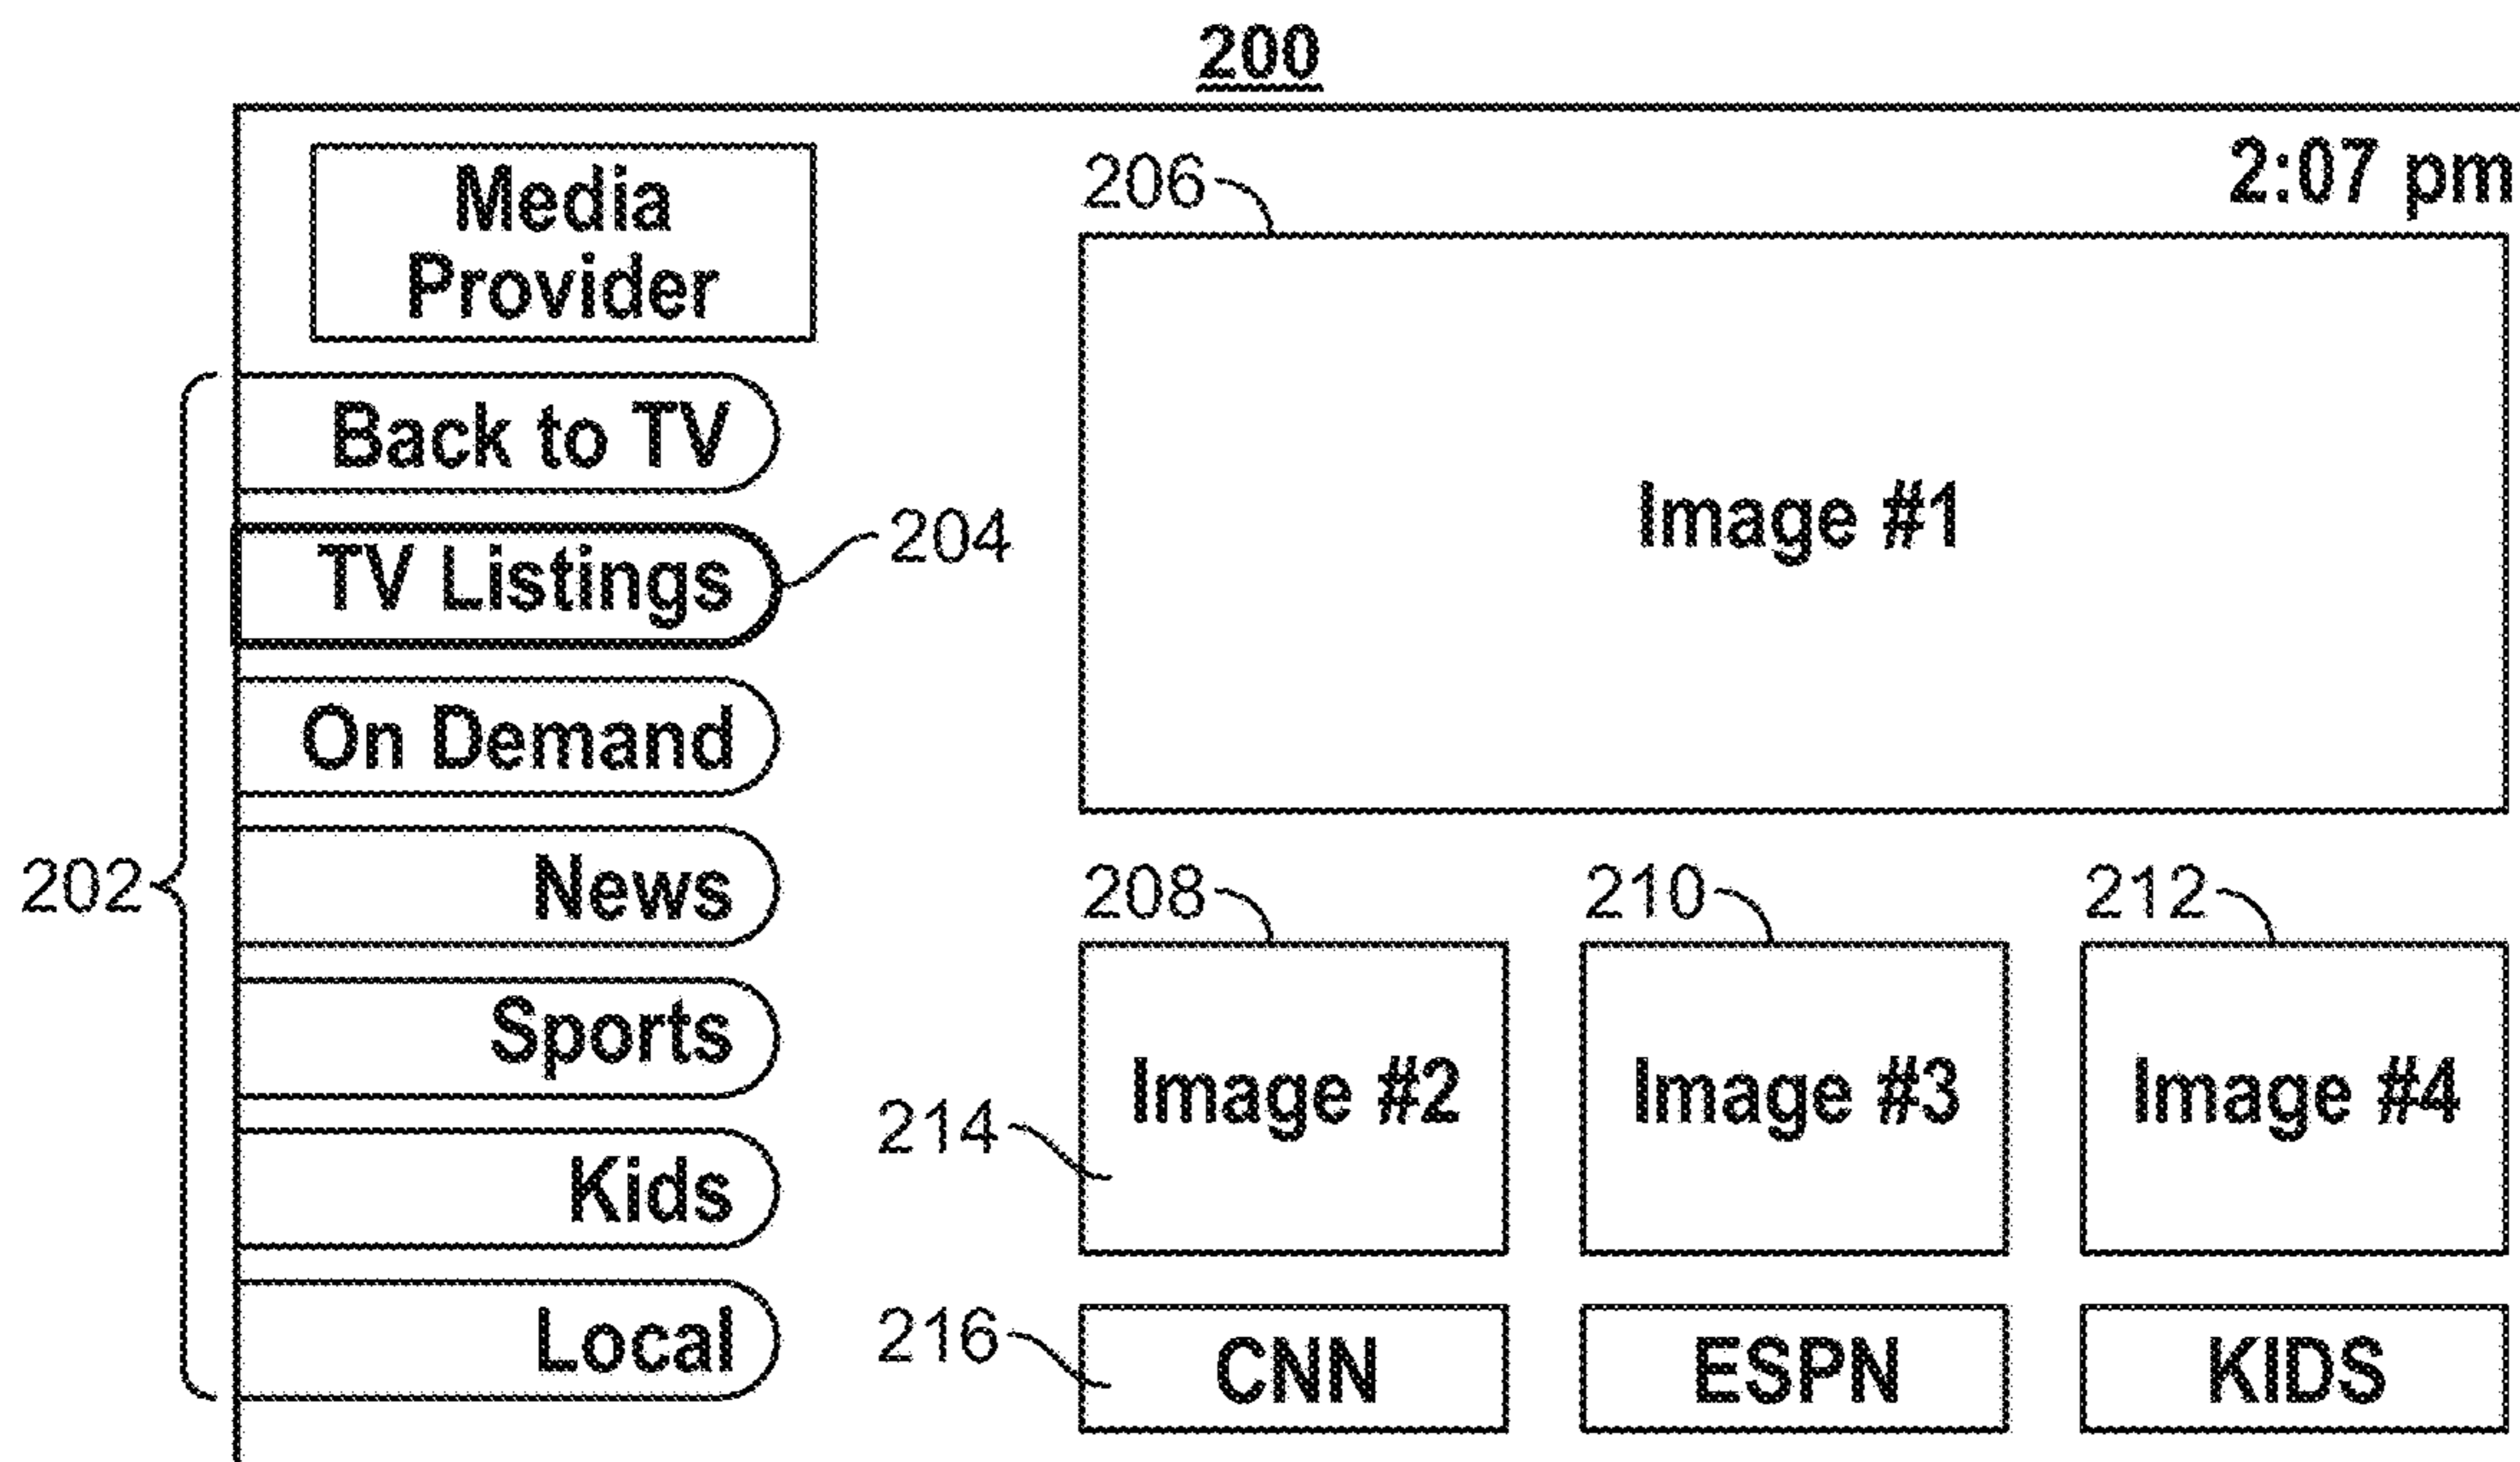 200
Media
Provider
2:07 pm
206
Image #1
Back to TV
TV Listings
204
On Demand
News
202
Sports
Kids
Local
208
210
212
Image #2
Image #3
Image #4
214
216
CNN
ESPN
KIDS